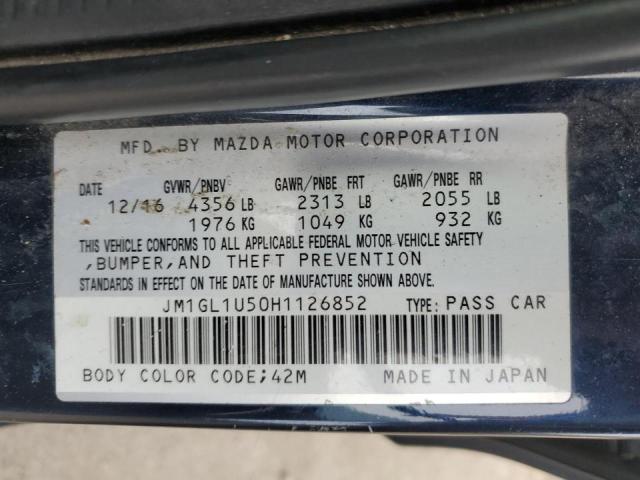 MFD. BY MAZDA MOTOR CORPORATION
DATE GVWR/PNBV GAWR/PNBE FRT GAWR/PNBE RR
12/16 4356 LB 2313 LB 2055 LB
1976 KG 1049 KG 932 KG
THIS VEHICLE CONFORMS TO ALL APPLICABLE FEDERAL MOTOR VEHICLE SAFETY
,BUMPER,AND THEFT PREVENTION
STANDARDS IN EFFECT ON THE DATE OF MANUFACTURE SHOWN ABOVE.
JM1GL1U50H1126852 TYPE: PASS CAR
BODY COLOR CODE;42M MADE IN JAPAN